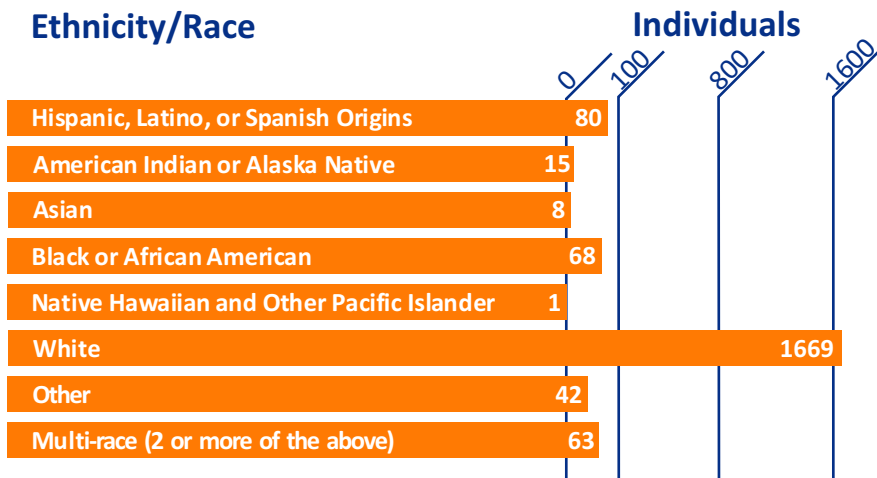 Ethnicity/Race
Individuals
0 100 800 1600
Hispanic, Latino, or Spanish Origins 80
American Indian or Alaska Native 15
Asian 8
Black or African American 68
Native Hawaiian and Other Pacific Islander 1
White 1669
Other 42
Multi-race (2 or more of the above) 63